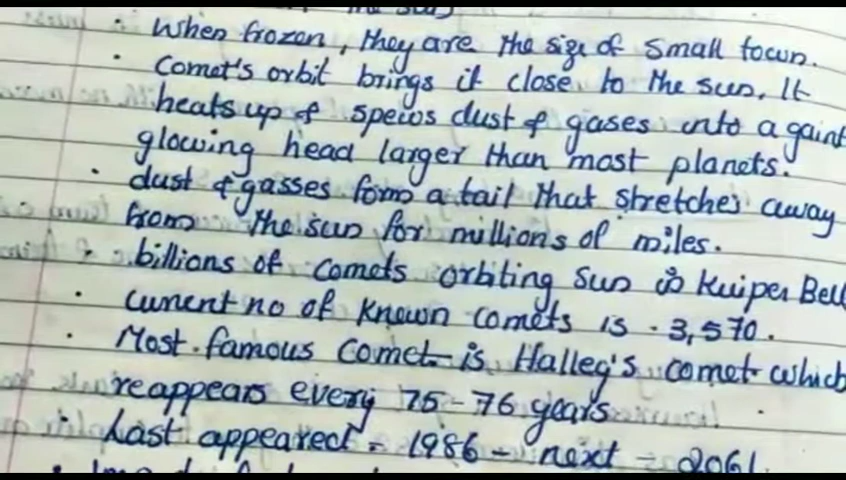 the sun)
• when frozen, they are the size of small town.
• comet's orbit brings it close to the sun. It
heats up & spews dust & gases into a gaint
glowing head larger than most planets.
• dust & gasses form a tail that stretches away
from the sun for millions of miles.
• billions of comets orbiting sun in Kuiper Bel
• current no of known comets is . 3,570.
• Most famous comet is Halleg's comet which
reappears every 75-76 years
• Last appeared - 1986 - next - 2061